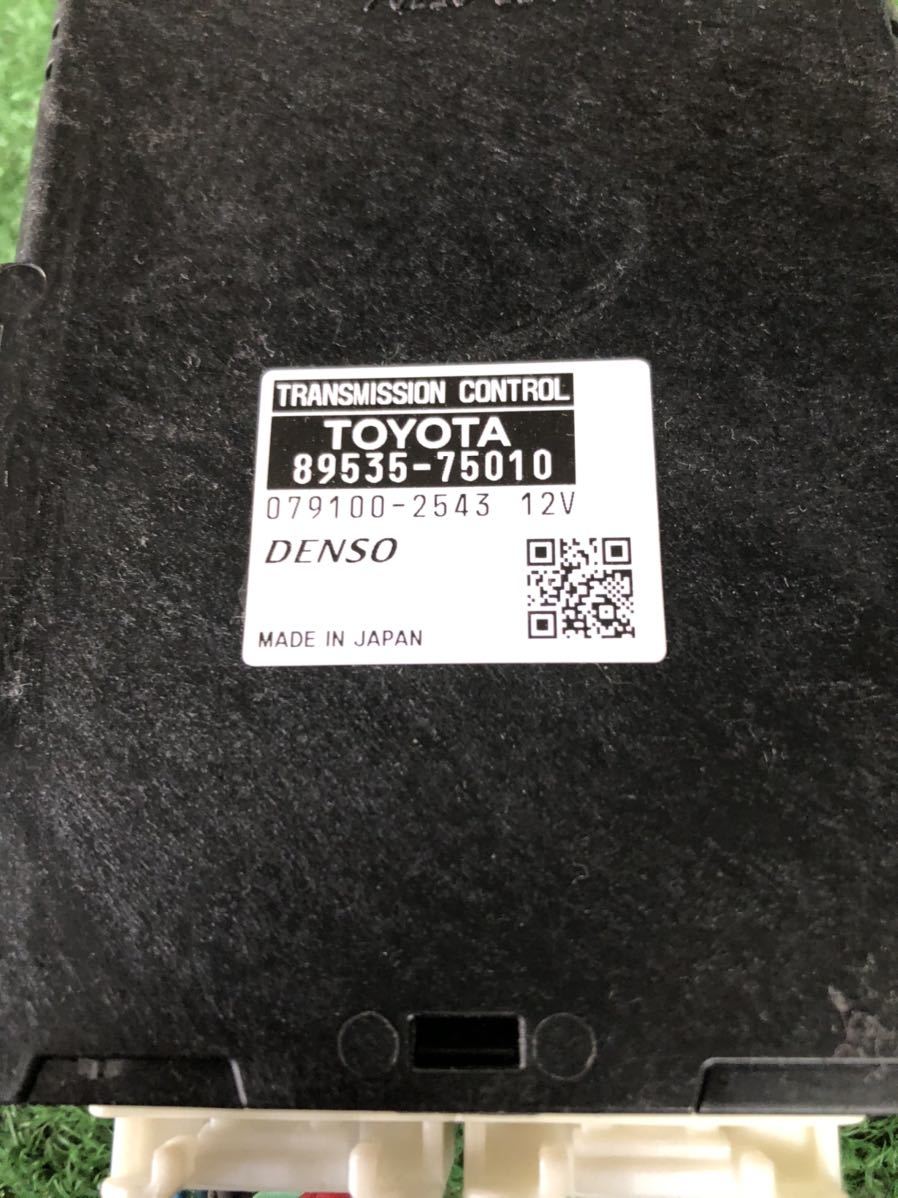 TRANSMISSION CONTROL
TOYOTA
89535-75010
079100-2543 12V
DENSO
MADE IN JAPAN